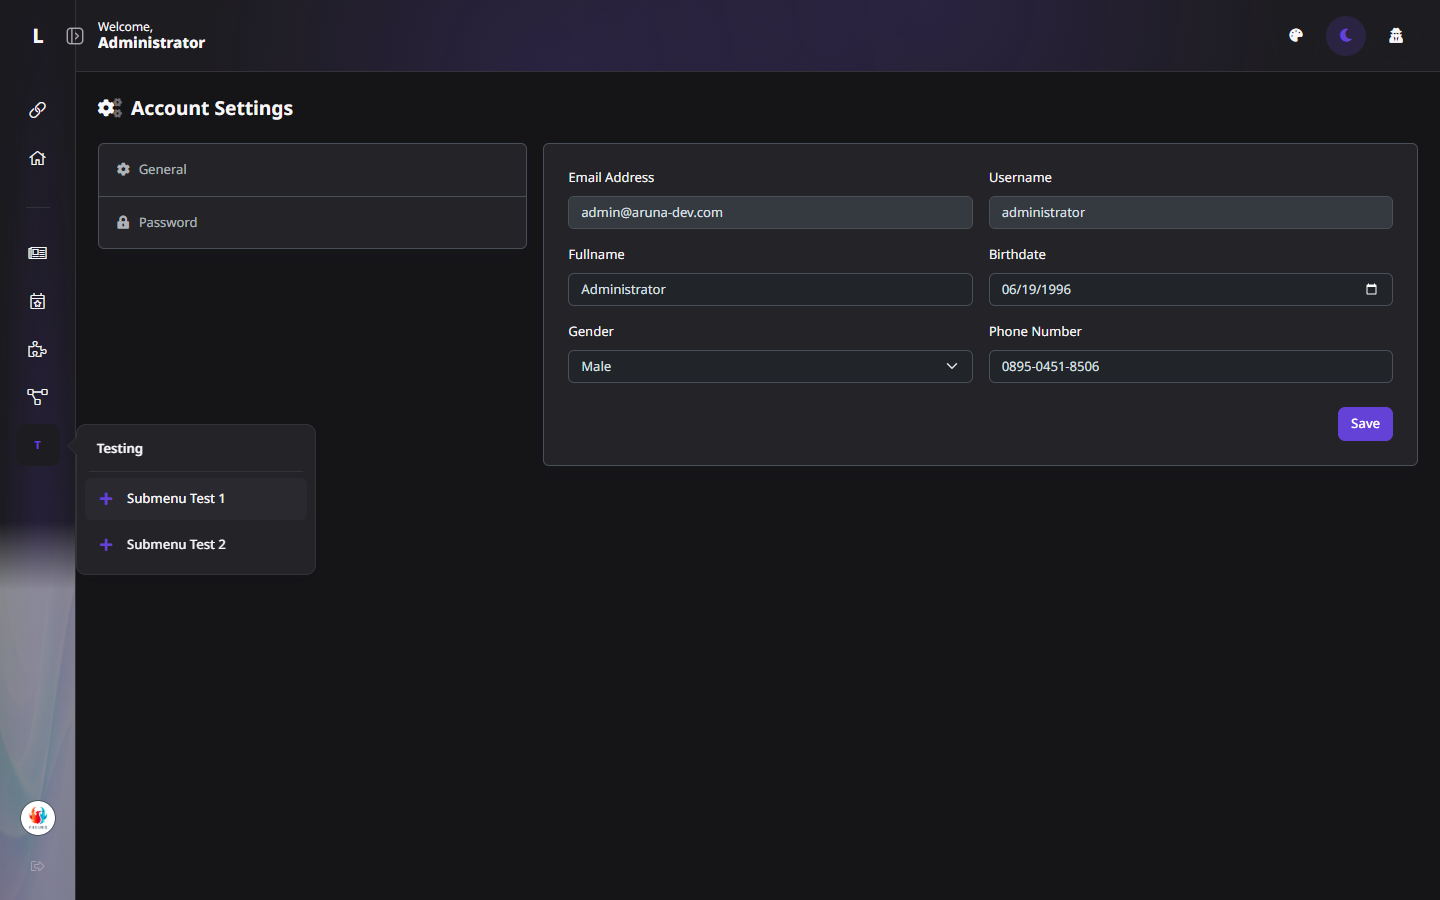 L
Welcome,
Administrator
Account Settings
General
Password
Email Address
admin@aruna-dev.com
Username
administrator
Fullname
Administrator
Birthdate
06/19/1996
Gender
Male
Phone Number
0895-0451-8506
Save
T
Testing
Submenu Test 1
Submenu Test 2